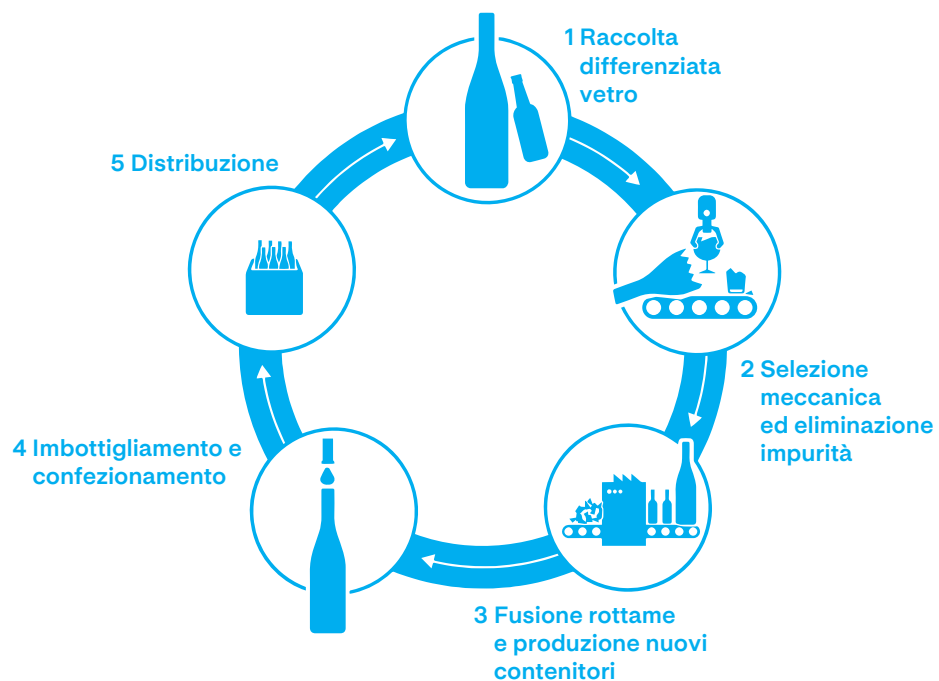 1 Raccolta
differenziata
vetro
2 Selezione
meccanica
ed eliminazione
impurità
3 Fusione rottame
e produzione nuovi
contenitori
4 Imbottigliamento e
confezionamento
5 Distribuzione